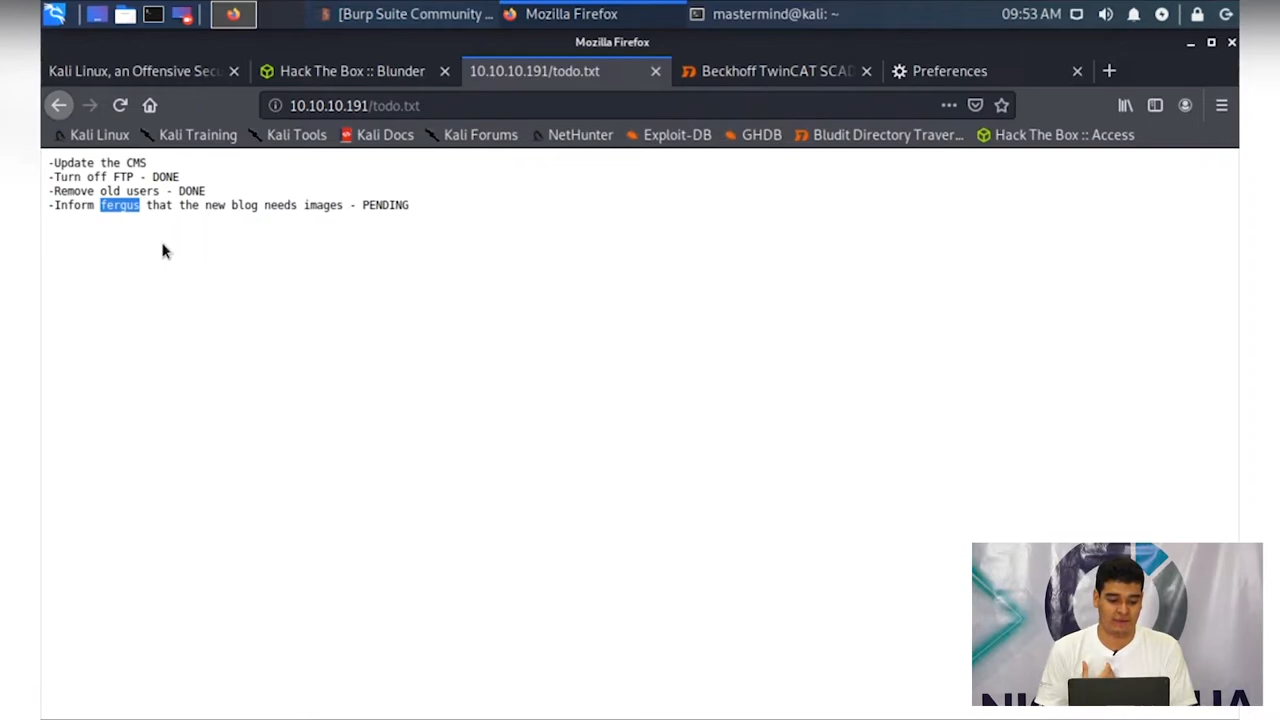 [Burp Suite Community ...
Mozilla Firefox
mastermind@kali: ~
09:53 AM
Mozilla Firefox
Kali Linux, an Offensive Sec
Hack The Box :: Blunder
10.10.10.191/todo.txt
Beckhoff TwinCAT SCAD
Preferences
10.10.10.191/todo.txt
Kali Linux
Kali Training
Kali Tools
Kali Docs
Kali Forums
NetHunter
Exploit-DB
GHDB
Bludit Directory Traver...
Hack The Box :: Access
-Update the CMS
-Turn off FTP - DONE
-Remove old users - DONE
-Inform fergus that the new blog needs images - PENDING